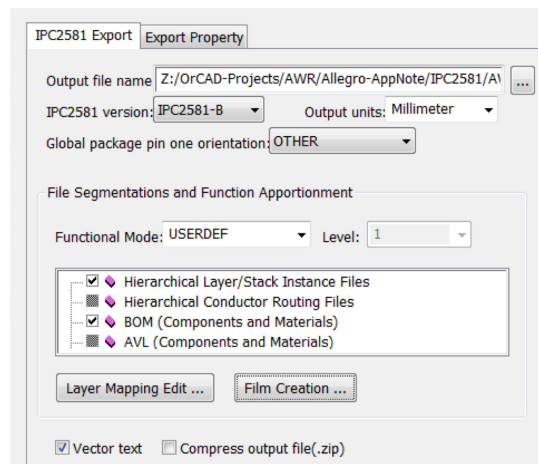 IPC2581 Export Export Property
Output file name Z:/OrCAD-Projects/AWR/Allegro-AppNote/IPC2581/A\ ...
IPC2581 version: IPC2581-B Output units: Millimeter
Global package pin one orientation: OTHER
File Segmentations and Function Apportionment
Functional Mode: USERDEF Level: 1
Hierarchical Layer/Stack Instance Files
Hierarchical Conductor Routing Files
BOM (Components and Materials)
AVL (Components and Materials)
Layer Mapping Edit ... Film Creation ...
Vector text Compress output file(.zip)